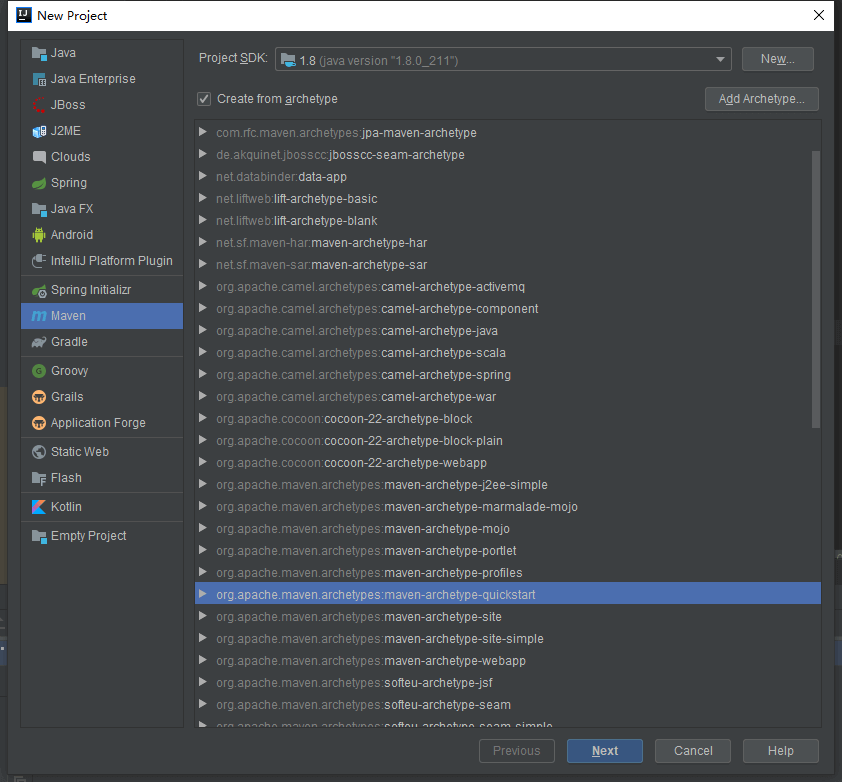 New Project
Java
Java Enterprise
JBoss
J2ME
Clouds
Spring
Java FX
Android
IntelliJ Platform Plugin
Spring Initializr
Maven
Gradle
Groovy
Grails
Application Forge
Static Web
Flash
Kotlin
Empty Project
Project SDK: 1.8 (java version "1.8.0_211") New...
Create from archetype Add Archetype...
com.rfc.maven.archetypes:jpa-maven-archetype
de.akquinet.jbosscc:jbosscc-seam-archetype
net.databinder:data-app
net.liftweb:lift-archetype-basic
net.liftweb:lift-archetype-blank
net.sf.maven-har:maven-archetype-har
net.sf.maven-sar:maven-archetype-sar
org.apache.camel.archetypes:camel-archetype-activemq
org.apache.camel.archetypes:camel-archetype-component
org.apache.camel.archetypes:camel-archetype-java
org.apache.camel.archetypes:camel-archetype-scala
org.apache.camel.archetypes:camel-archetype-spring
org.apache.camel.archetypes:camel-archetype-war
org.apache.cocoon:cocoon-22-archetype-block
org.apache.cocoon:cocoon-22-archetype-block-plain
org.apache.cocoon:cocoon-22-archetype-webapp
org.apache.maven.archetypes:maven-archetype-j2ee-simple
org.apache.maven.archetypes:maven-archetype-marmalade-mojo
org.apache.maven.archetypes:maven-archetype-mojo
org.apache.maven.archetypes:maven-archetype-portlet
org.apache.maven.archetypes:maven-archetype-profiles
org.apache.maven.archetypes:maven-archetype-quickstart
org.apache.maven.archetypes:maven-archetype-site
org.apache.maven.archetypes:maven-archetype-site-simple
org.apache.maven.archetypes:maven-archetype-webapp
org.apache.maven.archetypes:softeu-archetype-jsf
org.apache.maven.archetypes:softeu-archetype-seam
org.apache.maven.archetypes:softeu-archetype-seam-simple
Previous Next Cancel Help